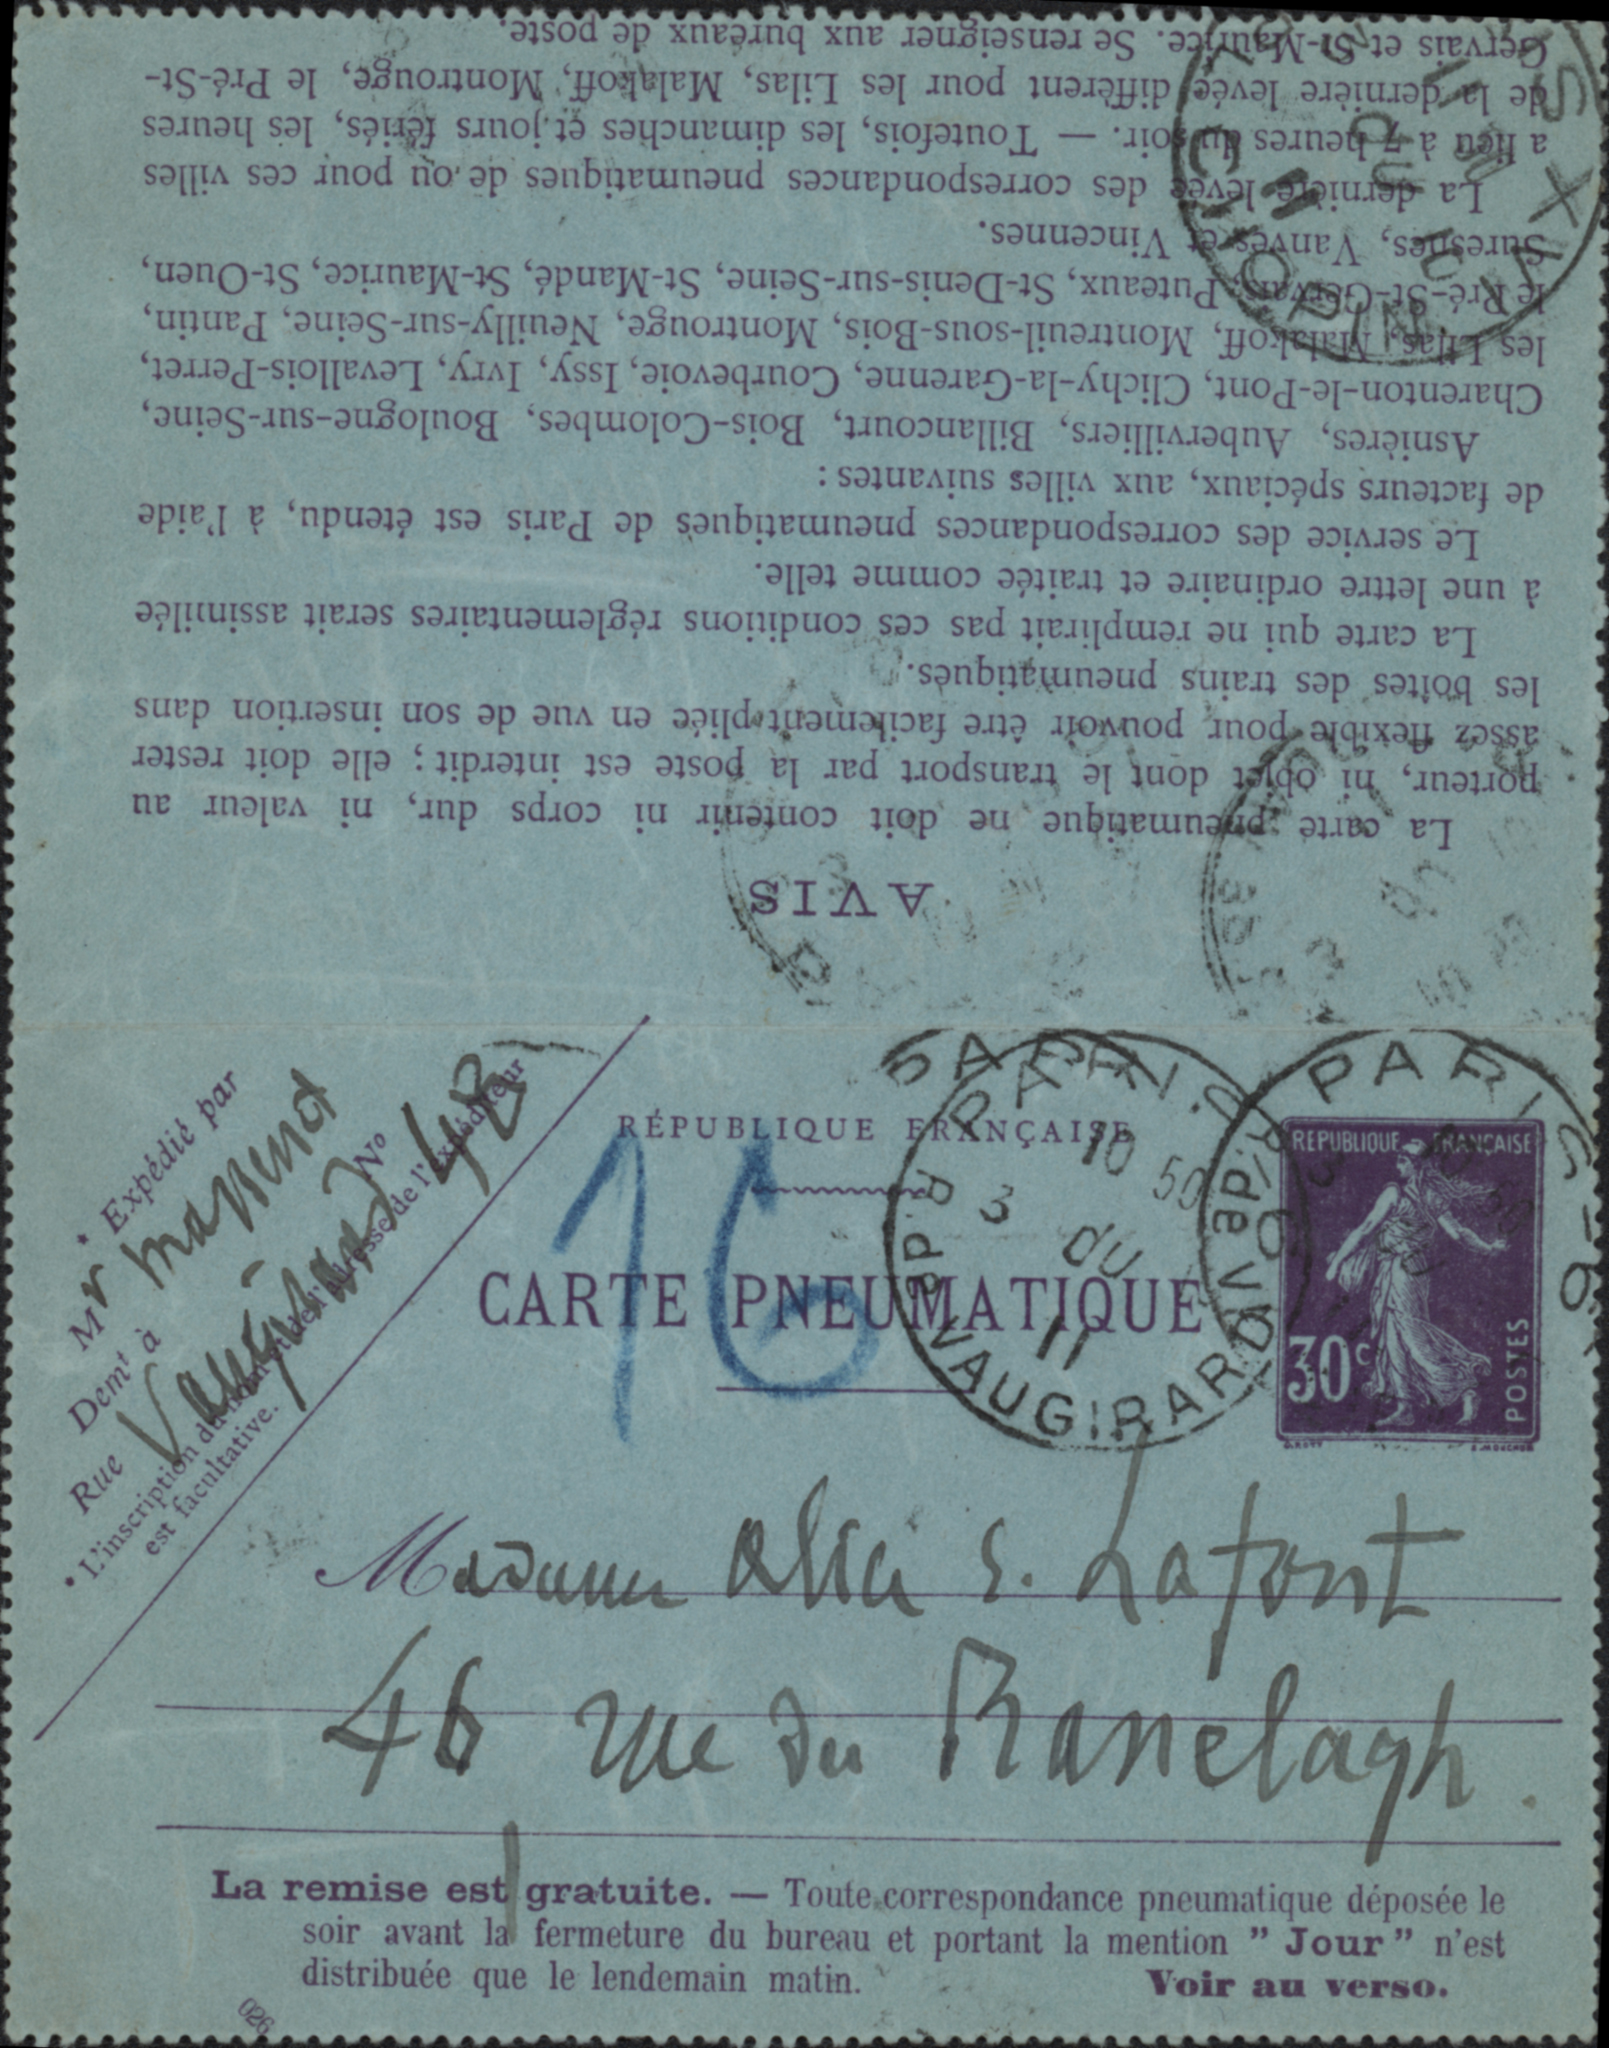 AVIS
La carte pneumatique ne doit contenir ni corps dur, ni valeur au
porteur, ni objet dont le transport par la poste est interdit ; elle doit rester
assez flexible pour pouvoir être facilement pliée en vue de son insertion dans
les boîtes des trains pneumatiques.
La carte qui ne remplirait pas ces conditions réglementaires serait assimilée
à une lettre ordinaire et traitée comme telle.
Le service des correspondances pneumatiques de Paris est étendu, à l'aide
de facteurs spéciaux, aux villes suivantes :
Asnières, Aubervilliers, Billancourt, Bois-Colombes, Boulogne-sur-Seine,
Charenton-le-Pont, Clichy-la-Garenne, Courbevoie, Issy, Ivry, Levallois-Perret,
les Lilas, Malakoff, Montreuil-sous-Bois, Montrouge, Neuilly-sur-Seine, Pantin,
le Pré-St-Gervais, Puteaux, St-Denis-sur-Seine, St-Mandé, St-Maurice, St-Ouen,
Suresnes, Vanves et Vincennes.
La dernière levée des correspondances pneumatiques de ou pour ces villes
a lieu à 7 heures du soir. — Toutefois, les dimanches et jours fériés, les heures
de la dernière levée diffèrent pour les Lilas, Malakoff, Montrouge, le Pré-St-
Gervais et St-Maurice. Se renseigner aux bureaux de poste.
* Expédié par
Mr Massenet
Demt à
Rue Vaugirard No 48
* L'inscription du nom et de l'adresse de l'expéditeur
est facultative.
RÉPUBLIQUE FRANÇAISE
16
CARTE PNEUMATIQUE
PARIS
10 50
3 DU
11
R. DE VAUGIRARD
PARIS
RÉPUBLIQUE FRANÇAISE
30c
POSTES
Madame Alice S. Lafont
46 rue du Ranelagh.
La remise est gratuite. — Toute correspondance pneumatique déposée le
soir avant la fermeture du bureau et portant la mention " Jour " n'est
distribuée que le lendemain matin. Voir au verso.
026